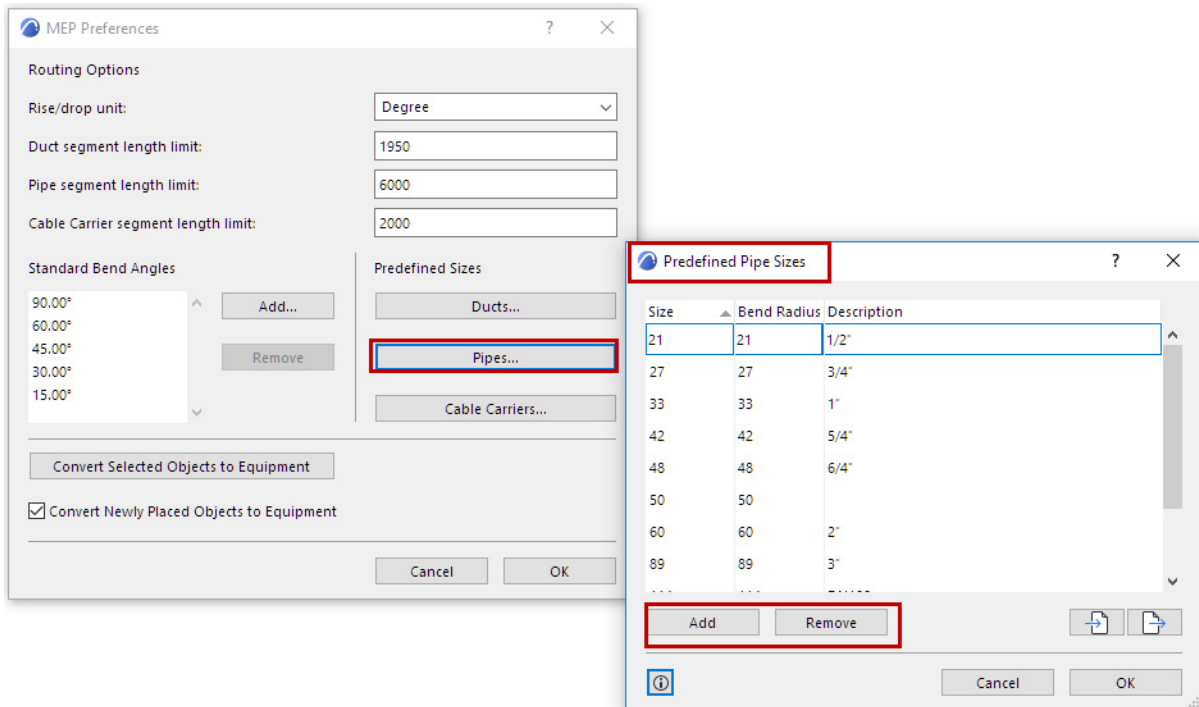 MEP Preferences
?
Routing Options
Rise/drop unit:
Degree
Duct segment length limit:
1950
Pipe segment length limit:
6000
Cable Carrier segment length limit:
2000
Standard Bend Angles
90.00°
60.00°
45.00°
30.00°
15.00°
Add...
Remove
Predefined Sizes
Ducts...
Pipes...
Cable Carriers...
Convert Selected Objects to Equipment
Convert Newly Placed Objects to Equipment
Cancel OK
Predefined Pipe Sizes
?
Size Bend Radius Description
21 21 1/2"
27 27 3/4"
33 33 1"
42 42 5/4"
48 48 6/4"
50 50
60 60 2"
89 89 3"
Add Remove
Cancel OK